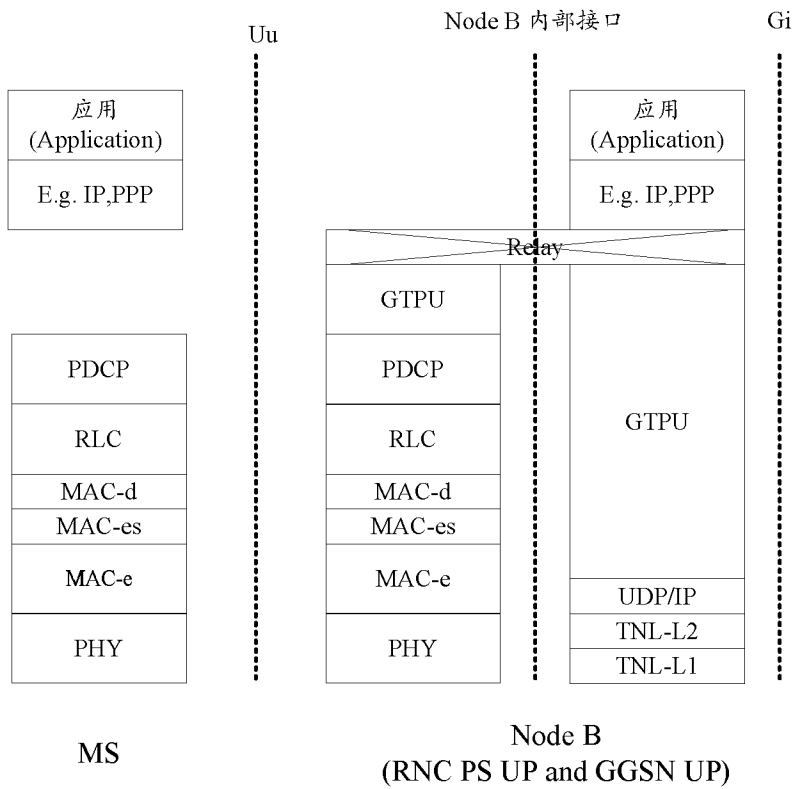 Uu
Node B 内部接口
Gi
应用
(Application)
E.g. IP,PPP
应用
(Application)
E.g. IP,PPP
Relay
GTPU
PDCP
RLC
MAC-d
MAC-es
MAC-e
PHY
PDCP
RLC
MAC-d
MAC-es
MAC-e
PHY
GTPU
UDP/IP
TNL-L2
TNL-L1
MS
Node B
(RNC PS UP and GGSN UP)